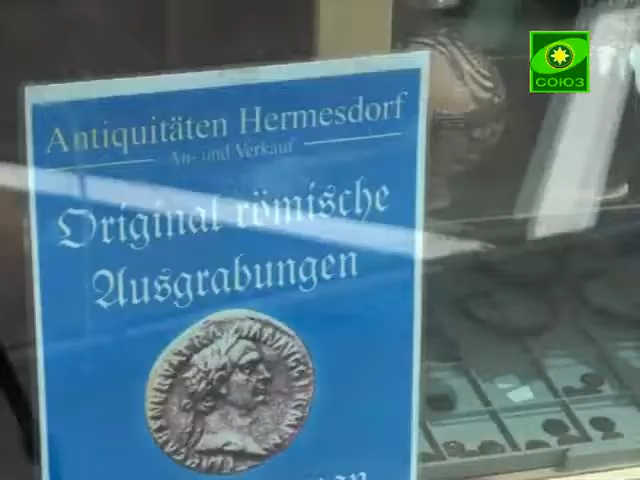 Antiquitäten Hermesdorf
An- und Verkauf
Original römische
Ausgrabungen
СОЮЗ